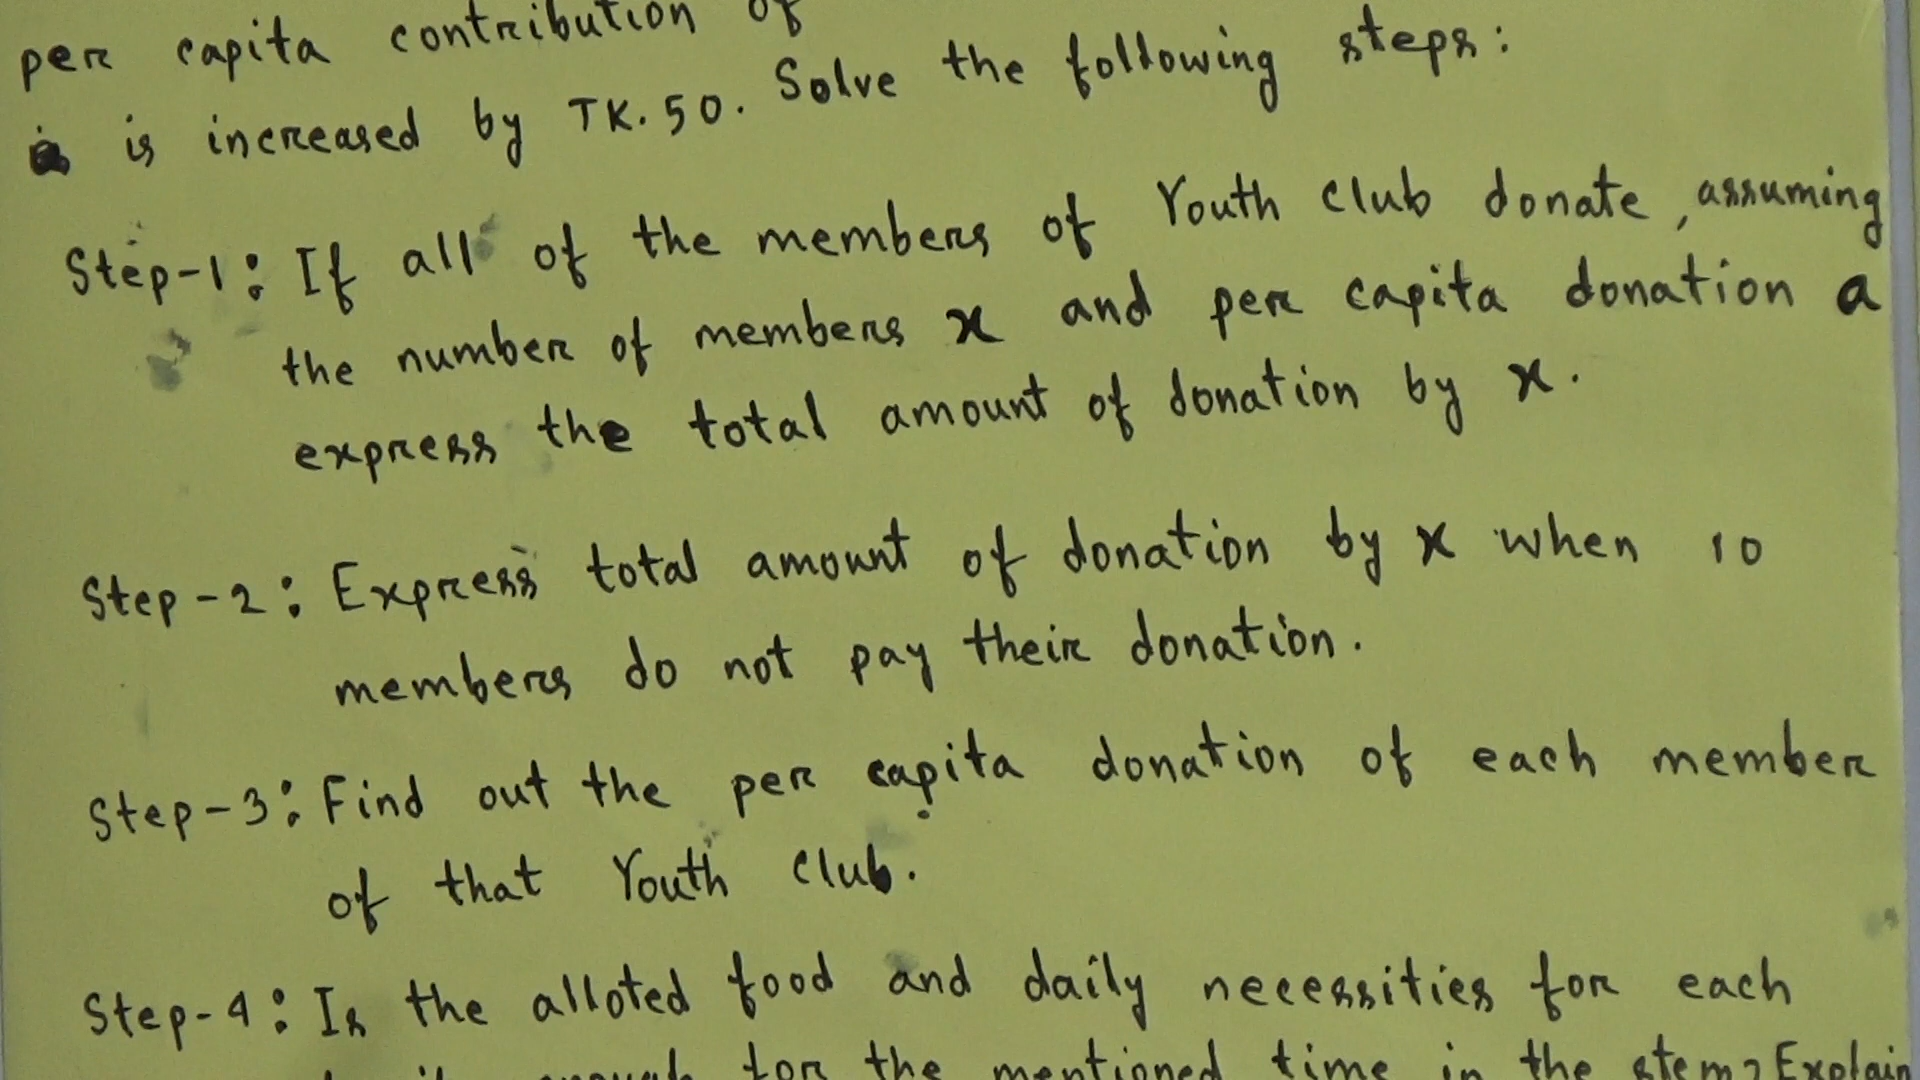 per capita contribution of
is increased by TK. 50. Solve the following steps:
Step-1: If all of the members of Youth club donate, assuming
the number of members x and per capita donation a
express the total amount of donation by x.
Step-2: Express total amount of donation by x when 10
members do not pay their donation.
Step-3: Find out the per capita donation of each member
of that Youth club.
Step-4: Is the alloted food and daily necessities for each
enough for the mentioned time in the stem? Explain